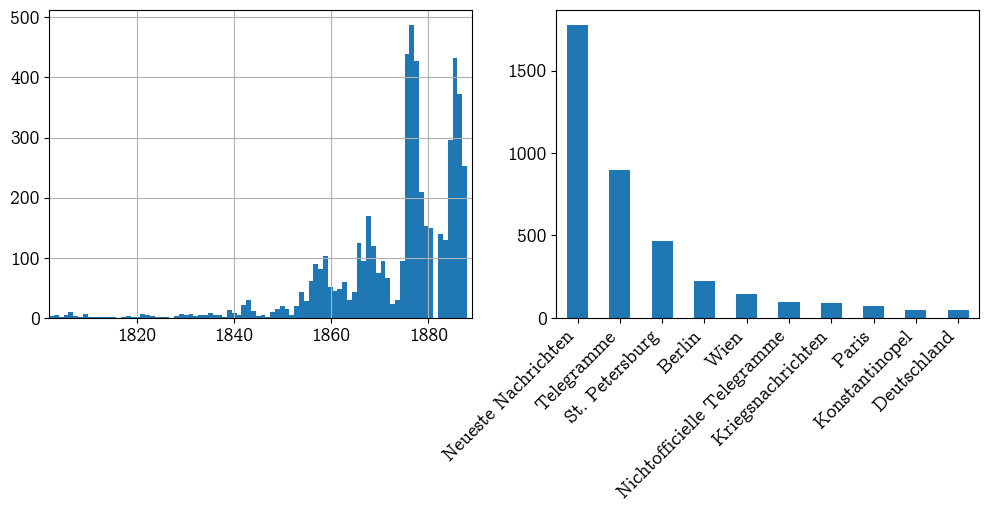 500
400
300
200
100
0
1820 1840 1860 1880
1500
1000
500
0
Neueste Nachrichten
Telegramme
St. Petersburg
Berlin
Wien
Nichtofficielle Telegramme
Kriegsnachrichten
Paris
Konstantinopel
Deutschland